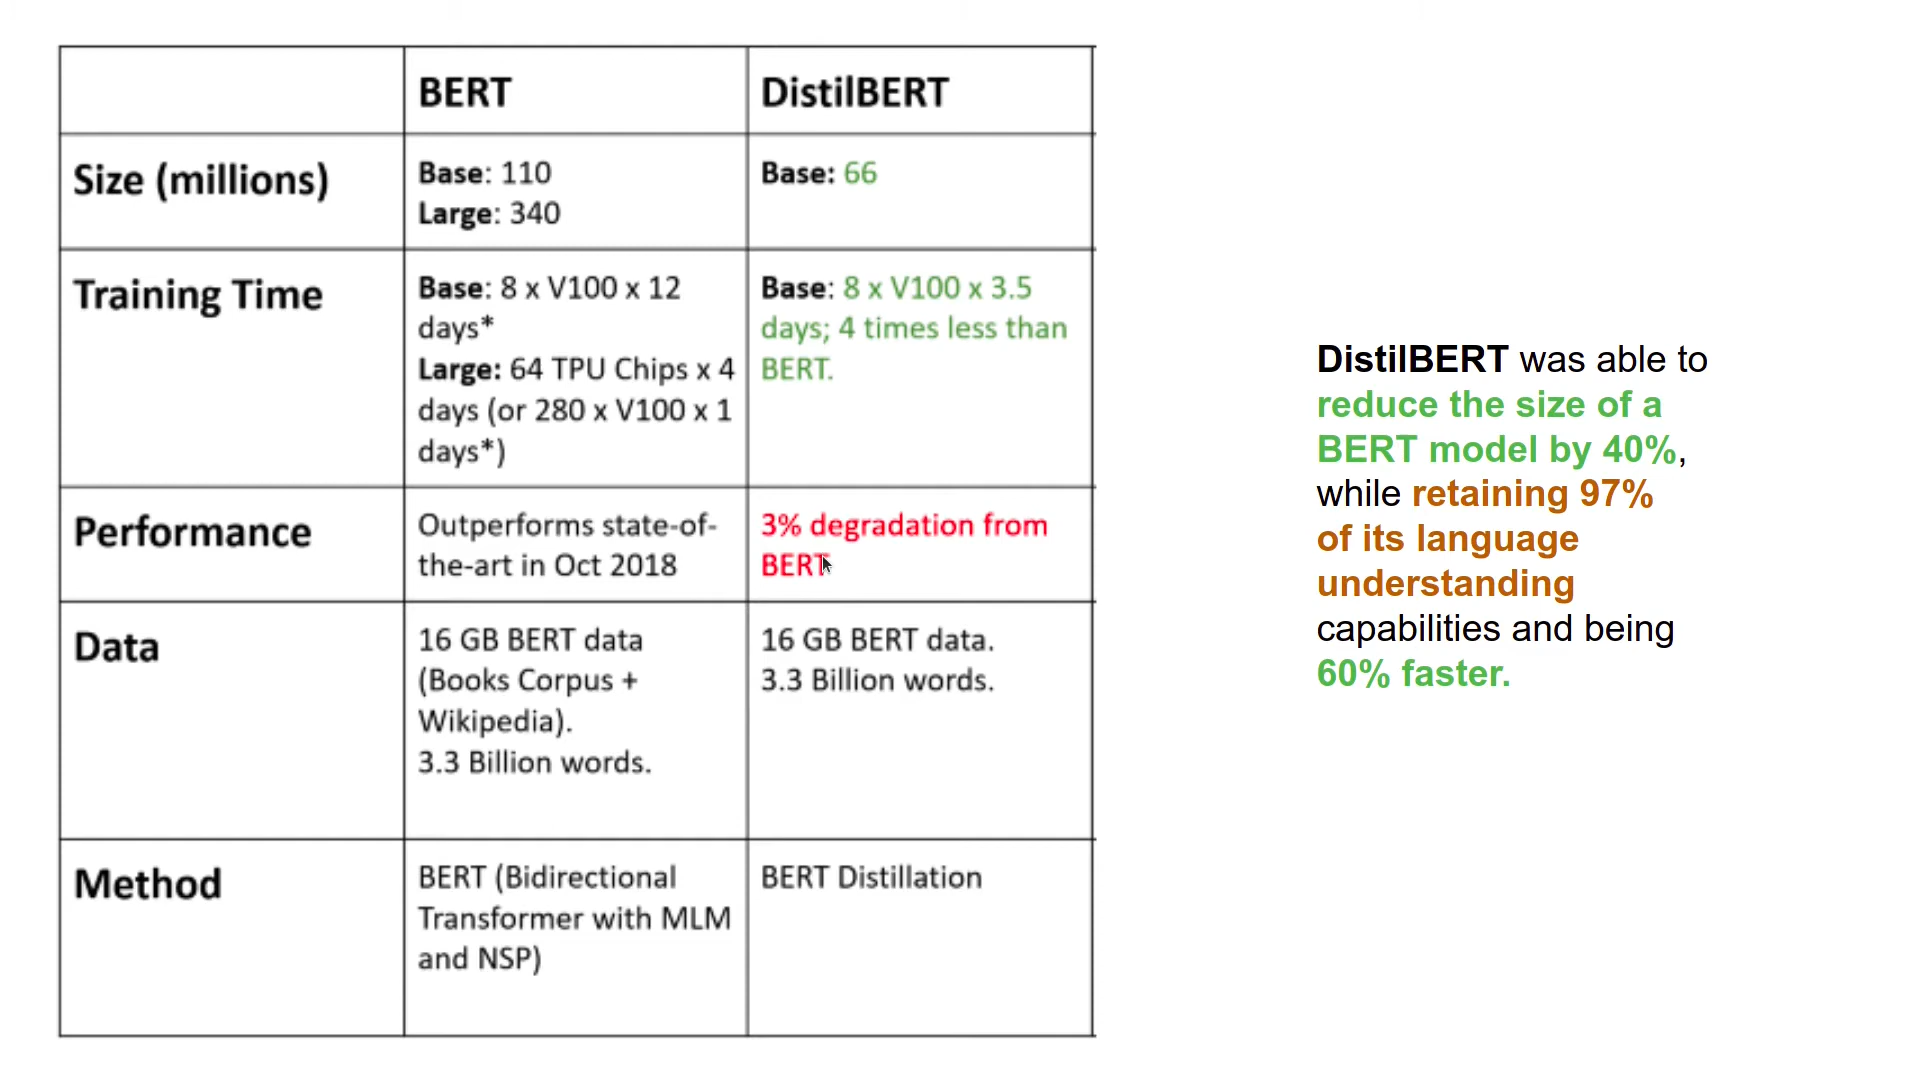 BERT
DistilBERT
Size (millions)
Base: 110
Large: 340
Base: 66
Training Time
Base: 8 x V100 x 12
days*
Large: 64 TPU Chips x 4
days (or 280 x V100 x 1
days*)
Base: 8 x V100 x 3.5
days; 4 times less than
BERT.
Performance
Outperforms state-of-
the-art in Oct 2018
3% degradation from
BERT
Data
16 GB BERT data
(Books Corpus +
Wikipedia).
3.3 Billion words.
16 GB BERT data.
3.3 Billion words.
Method
BERT (Bidirectional
Transformer with MLM
and NSP)
BERT Distillation
DistilBERT was able to
reduce the size of a
BERT model by 40%,
while retaining 97%
of its language
understanding
capabilities and being
60% faster.